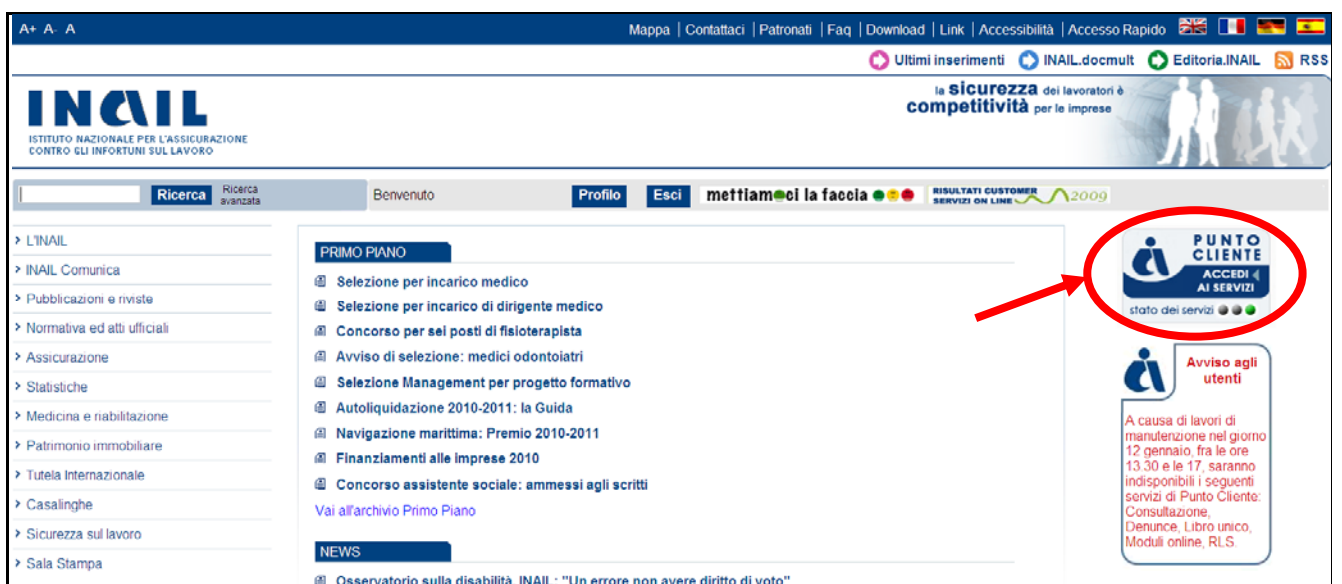 A+ A- A
Mappa | Contattaci | Patronati | Faq | Download | Link | Accessibilità | Accesso Rapido
Ultimi inserimenti INAIL.docmult Editoria.INAIL RSS
INAIL
ISTITUTO NAZIONALE PER L'ASSICURAZIONE
CONTRO GLI INFORTUNI SUL LAVORO
la sicurezza dei lavoratori è
competitività per le imprese
Ricerca
Ricerca
avanzata
Benvenuto
Profilo
Esci
mettiamoci la faccia
RISULTATI CUSTOMER
SERVIZI ON LINE
2009
> L'INAIL
> INAIL Comunica
> Pubblicazioni e riviste
> Normativa ed atti ufficiali
> Assicurazione
> Statistiche
> Medicina e riabilitazione
> Patrimonio immobiliare
> Tutela Internazionale
> Casalinghe
> Sicurezza sul lavoro
> Sala Stampa
PRIMO PIANO
Selezione per incarico medico
Selezione per incarico di dirigente medico
Concorso per sei posti di fisioterapista
Avviso di selezione: medici odontoiatri
Selezione Management per progetto formativo
Autoliquidazione 2010-2011: la Guida
Navigazione marittima: Premio 2010-2011
Finanziamenti alle imprese 2010
Concorso assistente sociale: ammessi agli scritti
Vai all'archivio Primo Piano
NEWS
Osservatorio sulla disabilità, INAIL: "Un errore non avere diritto di voto"
PUNTO
CLIENTE
ACCEDI
AI SERVIZI
stato dei servizi
Avviso agli
utenti
A causa di lavori di
manutenzione nel giorno
12 gennaio, fra le ore
13.30 e le 17, saranno
indisponibili i seguenti
servizi di Punto Cliente:
Consultazione,
Denunce, Libro unico,
Moduli online, RLS.